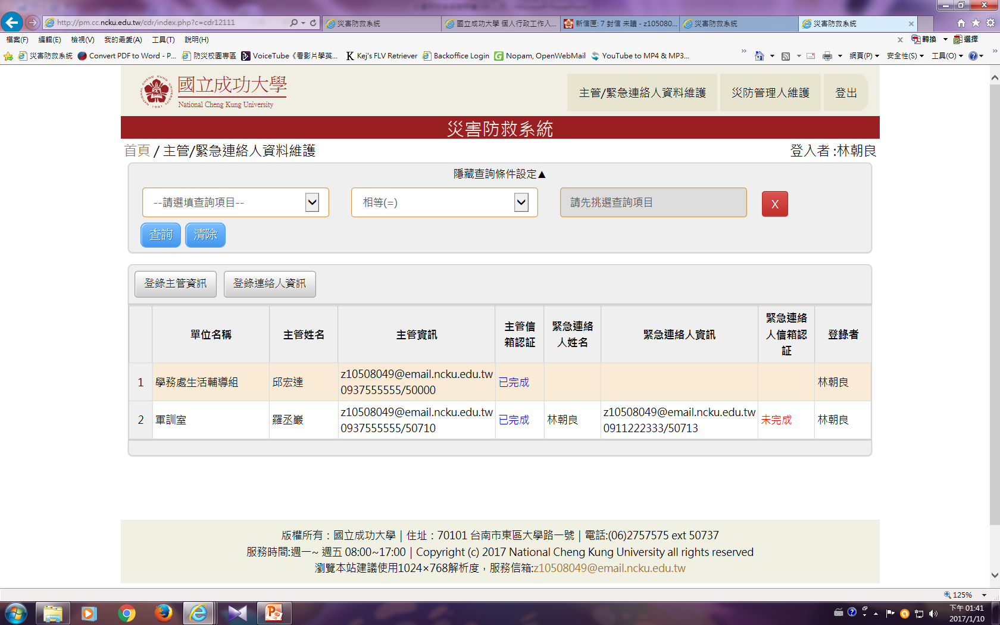 http://pm.cc.ncku.edu.tw/cdr/index.php?c=cdr12111
災害防救系統
國立成功大學 個人行政工作人...
新信匣: 7 封信 未讀 - z105080...
災害防救系統
災害防救系統
檔案(F) 編輯(E) 檢視(V) 我的最愛(A) 工具(T) 說明(H)
x 轉換 選擇
災害防救系統 Convert PDF to Word - P... 防災校園專區 VoiceTube《看影片學英... Kej's FLV Retriever Backoffice Login Nopam, OpenWebMail YouTube to MP4 & MP3...
網頁(P) 安全性(S) 工具(O)
國立成功大學
National Cheng Kung University
主管/緊急連絡人資料維護 災防管理人維護 登出
災害防救系統
首頁 / 主管/緊急連絡人資料維護
登入者 :林朝良
隱藏查詢條件設定▲
--請選填查詢項目-- 相等(=) 請先挑選查詢項目 X
查詢 清除
登錄主管資訊 登錄連絡人資訊
單位名稱 主管姓名 主管資訊 主管信箱認証 緊急連絡人姓名 緊急連絡人資訊 緊急連絡人信箱認証 登錄者
1 學務處生活輔導組 邱宏達 z10508049@email.ncku.edu.tw 0937555555/50000 已完成 林朝良
2 軍訓室 羅丞巖 z10508049@email.ncku.edu.tw 0937555555/50710 已完成 林朝良 z10508049@email.ncku.edu.tw 0911222333/50713 未完成 林朝良
版權所有：國立成功大學 | 住址：70101 台南市東區大學路一號 | 電話:(06)2757575 ext 50737
服務時間:週一~ 週五 08:00~17:00 | Copyright (c) 2017 National Cheng Kung University all rights reserved
瀏覽本站建議使用1024×768解析度，服務信箱:z10508049@email.ncku.edu.tw
125%
下午 01:41
2017/1/10